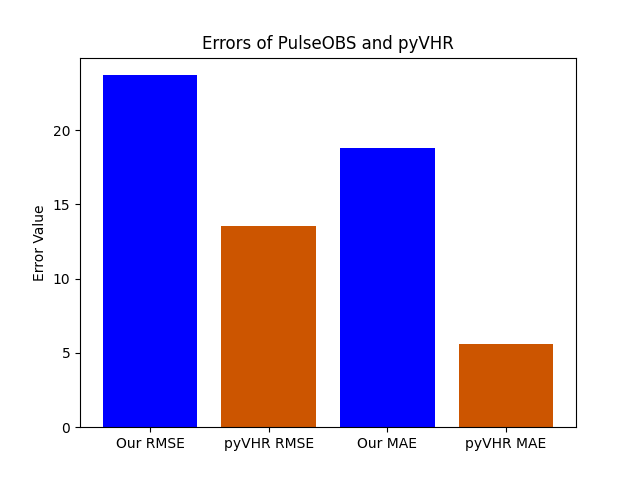 Errors of PulseOBS and pyVHR
Error Value
20
15
10
5
0
Our RMSE
pyVHR RMSE
Our MAE
pyVHR MAE